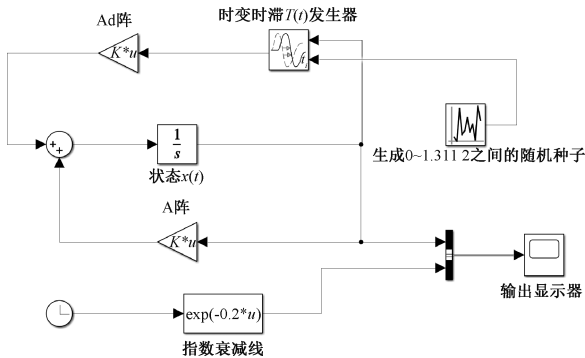 Ad阵
时变时滞T(t)发生器
K*u
1
s
状态x(t)
生成0~1.311 2之间的随机种子
A阵
K*u
输出显示器
exp(-0.2*u)
指数衰减线